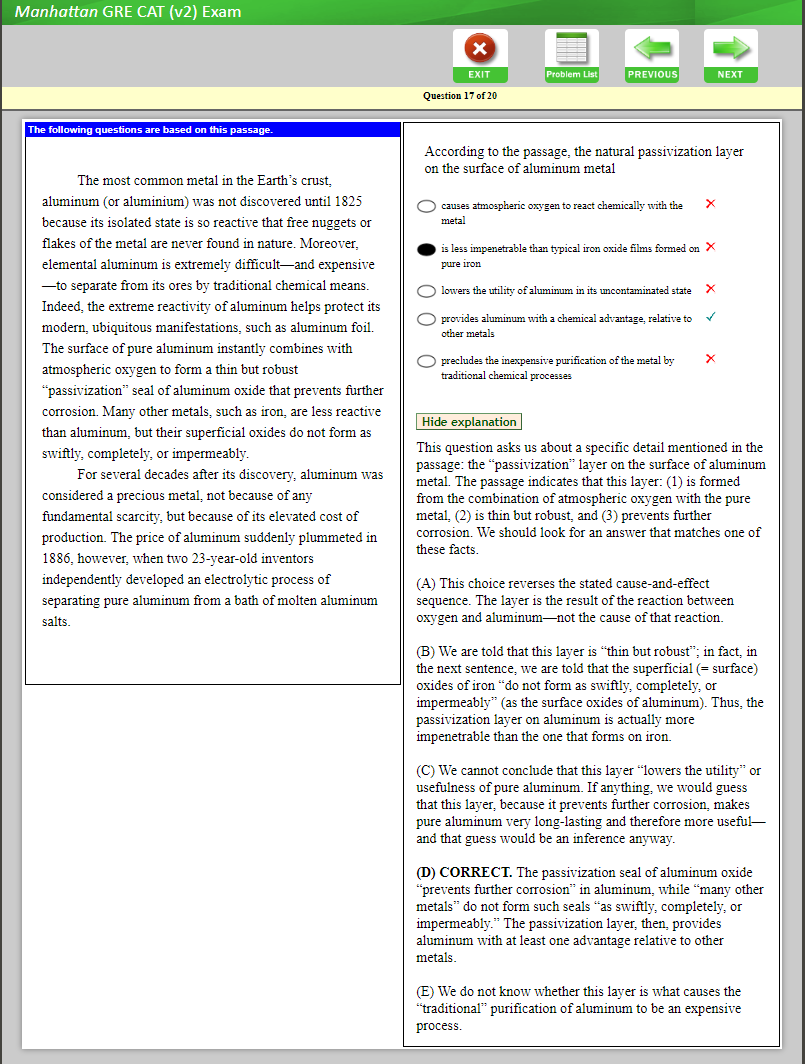 Manhattan GRE CAT (v2) Exam
EXIT
Problem List
PREVIOUS
NEXT
Question 17 of 20
The following questions are based on this passage.
The most common metal in the Earth's crust,
aluminum (or aluminium) was not discovered until 1825
because its isolated state is so reactive that free nuggets or
flakes of the metal are never found in nature. Moreover,
elemental aluminum is extremely difficult—and expensive
—to separate from its ores by traditional chemical means.
Indeed, the extreme reactivity of aluminum helps protect its
modern, ubiquitous manifestations, such as aluminum foil.
The surface of pure aluminum instantly combines with
atmospheric oxygen to form a thin but robust
“passivization” seal of aluminum oxide that prevents further
corrosion. Many other metals, such as iron, are less reactive
than aluminum, but their superficial oxides do not form as
swiftly, completely, or impermeably.
For several decades after its discovery, aluminum was
considered a precious metal, not because of any
fundamental scarcity, but because of its elevated cost of
production. The price of aluminum suddenly plummeted in
1886, however, when two 23-year-old inventors
independently developed an electrolytic process of
separating pure aluminum from a bath of molten aluminum
salts.
According to the passage, the natural passivization layer
on the surface of aluminum metal
causes atmospheric oxygen to react chemically with the
metal
is less impenetrable than typical iron oxide films formed on
pure iron
lowers the utility of aluminum in its uncontaminated state
provides aluminum with a chemical advantage, relative to
other metals
precludes the inexpensive purification of the metal by
traditional chemical processes
Hide explanation
This question asks us about a specific detail mentioned in the
passage: the “passivization” layer on the surface of aluminum
metal. The passage indicates that this layer: (1) is formed
from the combination of atmospheric oxygen with the pure
metal, (2) is thin but robust, and (3) prevents further
corrosion. We should look for an answer that matches one of
these facts.
(A) This choice reverses the stated cause-and-effect
sequence. The layer is the result of the reaction between
oxygen and aluminum—not the cause of that reaction.
(B) We are told that this layer is “thin but robust”; in fact, in
the next sentence, we are told that the superficial (= surface)
oxides of iron “do not form as swiftly, completely, or
impermeably” (as the surface oxides of aluminum). Thus, the
passivization layer on aluminum is actually more
impenetrable than the one that forms on iron.
(C) We cannot conclude that this layer “lowers the utility” or
usefulness of pure aluminum. If anything, we would guess
that this layer, because it prevents further corrosion, makes
pure aluminum very long-lasting and therefore more useful—
and that guess would be an inference anyway.
(D) CORRECT. The passivization seal of aluminum oxide
“prevents further corrosion” in aluminum, while “many other
metals” do not form such seals “as swiftly, completely, or
impermeably.” The passivization layer, then, provides
aluminum with at least one advantage relative to other
metals.
(E) We do not know whether this layer is what causes the
“traditional” purification of aluminum to be an expensive
process.